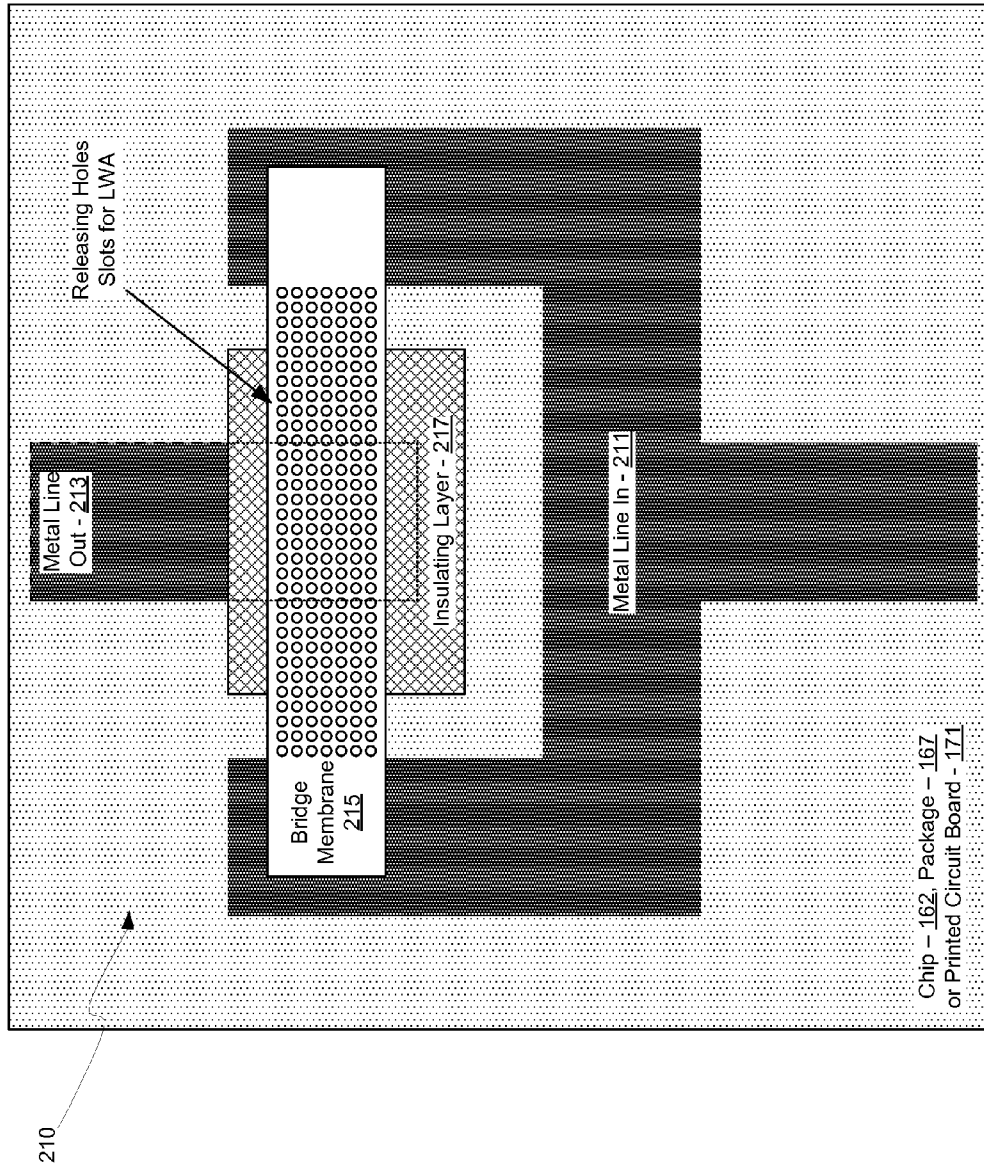 210
Releasing Holes
Slots for LWA
Metal Line
Out - 213
Insulating Layer - 217
Bridge
Membrane
215
Metal Line In - 211
Chip – 162, Package – 167
or Printed Circuit Board - 171